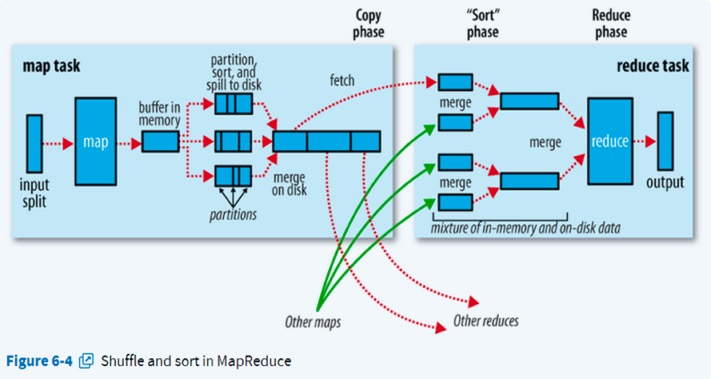 Copy
phase
“Sort”
phase
Reduce
phase
map task
partition,
sort, and
spill to disk
fetch
reduce task
buffer in
memory
merge
map
merge
reduce
input
split
merge
on disk
merge
output
partitions
mixture of in-memory and on-disk data
Other maps
Other reduces
Figure 6-4 Shuffle and sort in MapReduce